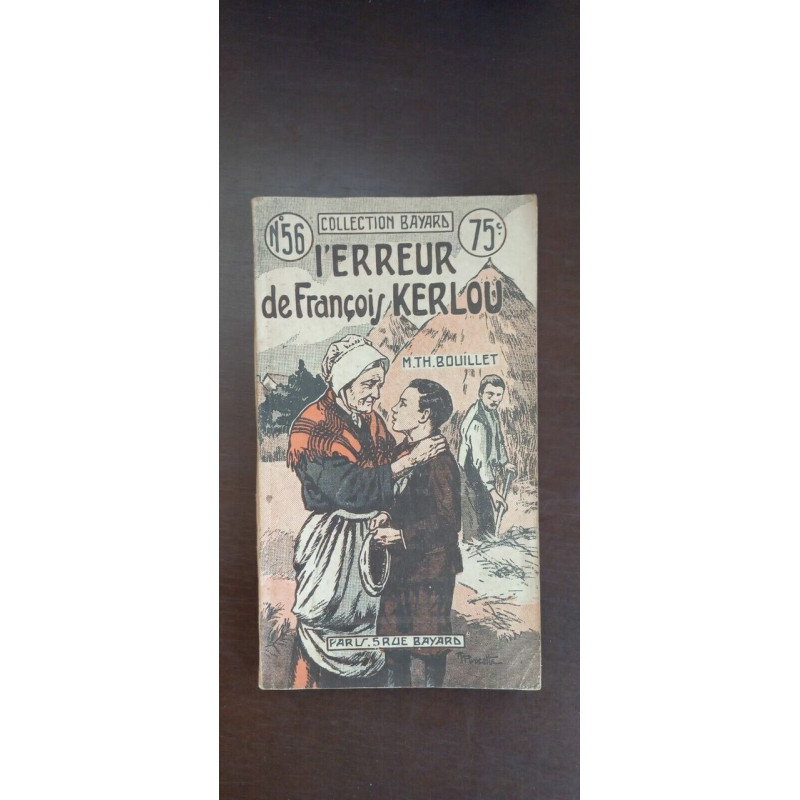 N°56
COLLECTION BAYARD
75c.
l'ERREUR
de François KERLOU
M.TH.BOUILLET
PARIS. 5 RUE BAYARD